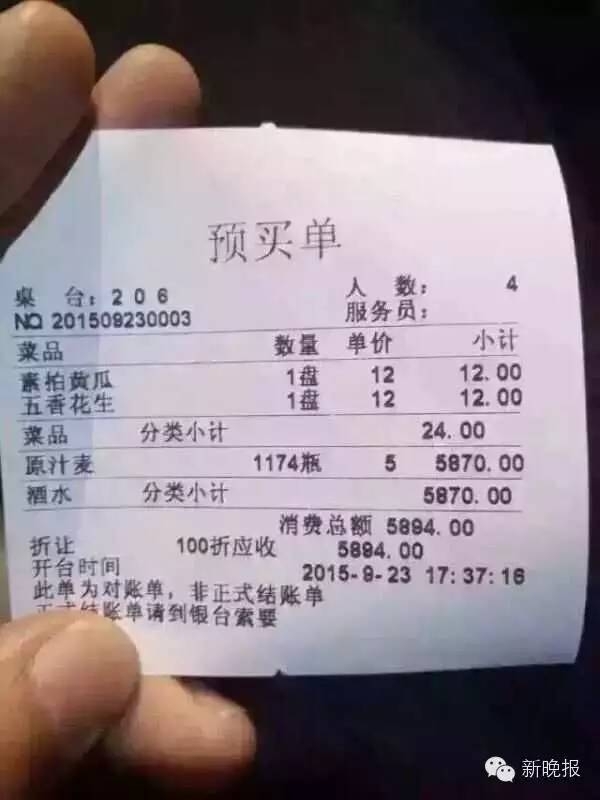 预买单
桌 台：206 人 数： 4
NO 201509230003 服务员：
菜品 数量 单价 小计
素拍黄瓜 1盘 12 12.00
五香花生 1盘 12 12.00
菜品 分类小计 24.00
原汁麦 1174瓶 5 5870.00
酒水 分类小计 5870.00
消费总额 5894.00
折让 100折应收 5894.00
开台时间 2015-9-23 17:37:16
此单为对账单，非正式结账单
正式结账单请到银台索要
新晚报